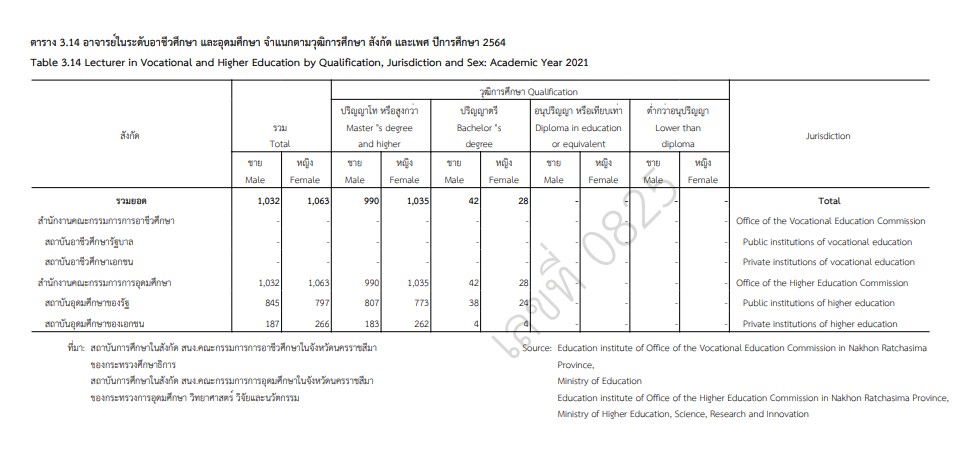 ตาราง 3.14 อาจารย์ในระดับอาชีวศึกษา และอุดมศึกษา จำแนกตามวุฒิการศึกษา สังกัด และเพศ ปีการศึกษา 2564
Table 3.14 Lecturer in Vocational and Higher Education by Qualification, Jurisdiction and Sex: Academic Year 2021
วุฒิการศึกษา Qualification
ปริญญาโท หรือสูงกว่า ปริญญาตรี อนุปริญญา หรือเทียบเท่า ต่ำกว่าอนุปริญญา
สังกัด รวม Master "s degree Bachelor "s Diploma in education Lower than Jurisdiction
Total and higher degree or equivalent diploma
ชาย หญิง ชาย หญิง ชาย หญิง ชาย หญิง ชาย หญิง
Male Female Male Female Male Female Male Female Male Female
รวมยอด 1,032 1,063 990 1,035 42 28 - - - - Total
สำนักงานคณะกรรมการการอาชีวศึกษา - - - - - - - - - - Office of the Vocational Education Commission
สถาบันอาชีวศึกษารัฐบาล - - - - - - - - - - Public institutions of vocational education
สถาบันอาชีวศึกษาเอกชน - - - - - - - - - - Private institutions of vocational education
สำนักงานคณะกรรมการการอุดมศึกษา 1,032 1,063 990 1,035 42 28 - - - - Office of the Higher Education Commission
สถาบันอุดมศึกษาของรัฐ 845 797 807 773 38 24 - - - - Public institutions of higher education
สถาบันอุดมศึกษาของเอกชน 187 266 183 262 4 4 - - - - Private institutions of higher education
เลขที่ 0825
ที่มา: สถาบันการศึกษาในสังกัด สนง.คณะกรรมการการอาชีวศึกษาในจังหวัดนครราชสีมา
ของกระทรวงศึกษาธิการ
สถาบันการศึกษาในสังกัด สนง.คณะกรรมการการอุดมศึกษาในจังหวัดนครราชสีมา
ของกระทรวงการอุดมศึกษา วิทยาศาสตร์ วิจัยและนวัตกรรม
Source: Education institute of Office of the Vocational Education Commission in Nakhon Ratchasima
Province,
Ministry of Education
Education institute of Office of the Higher Education Commission in Nakhon Ratchasima Province,
Ministry of Higher Education, Science, Research and Innovation